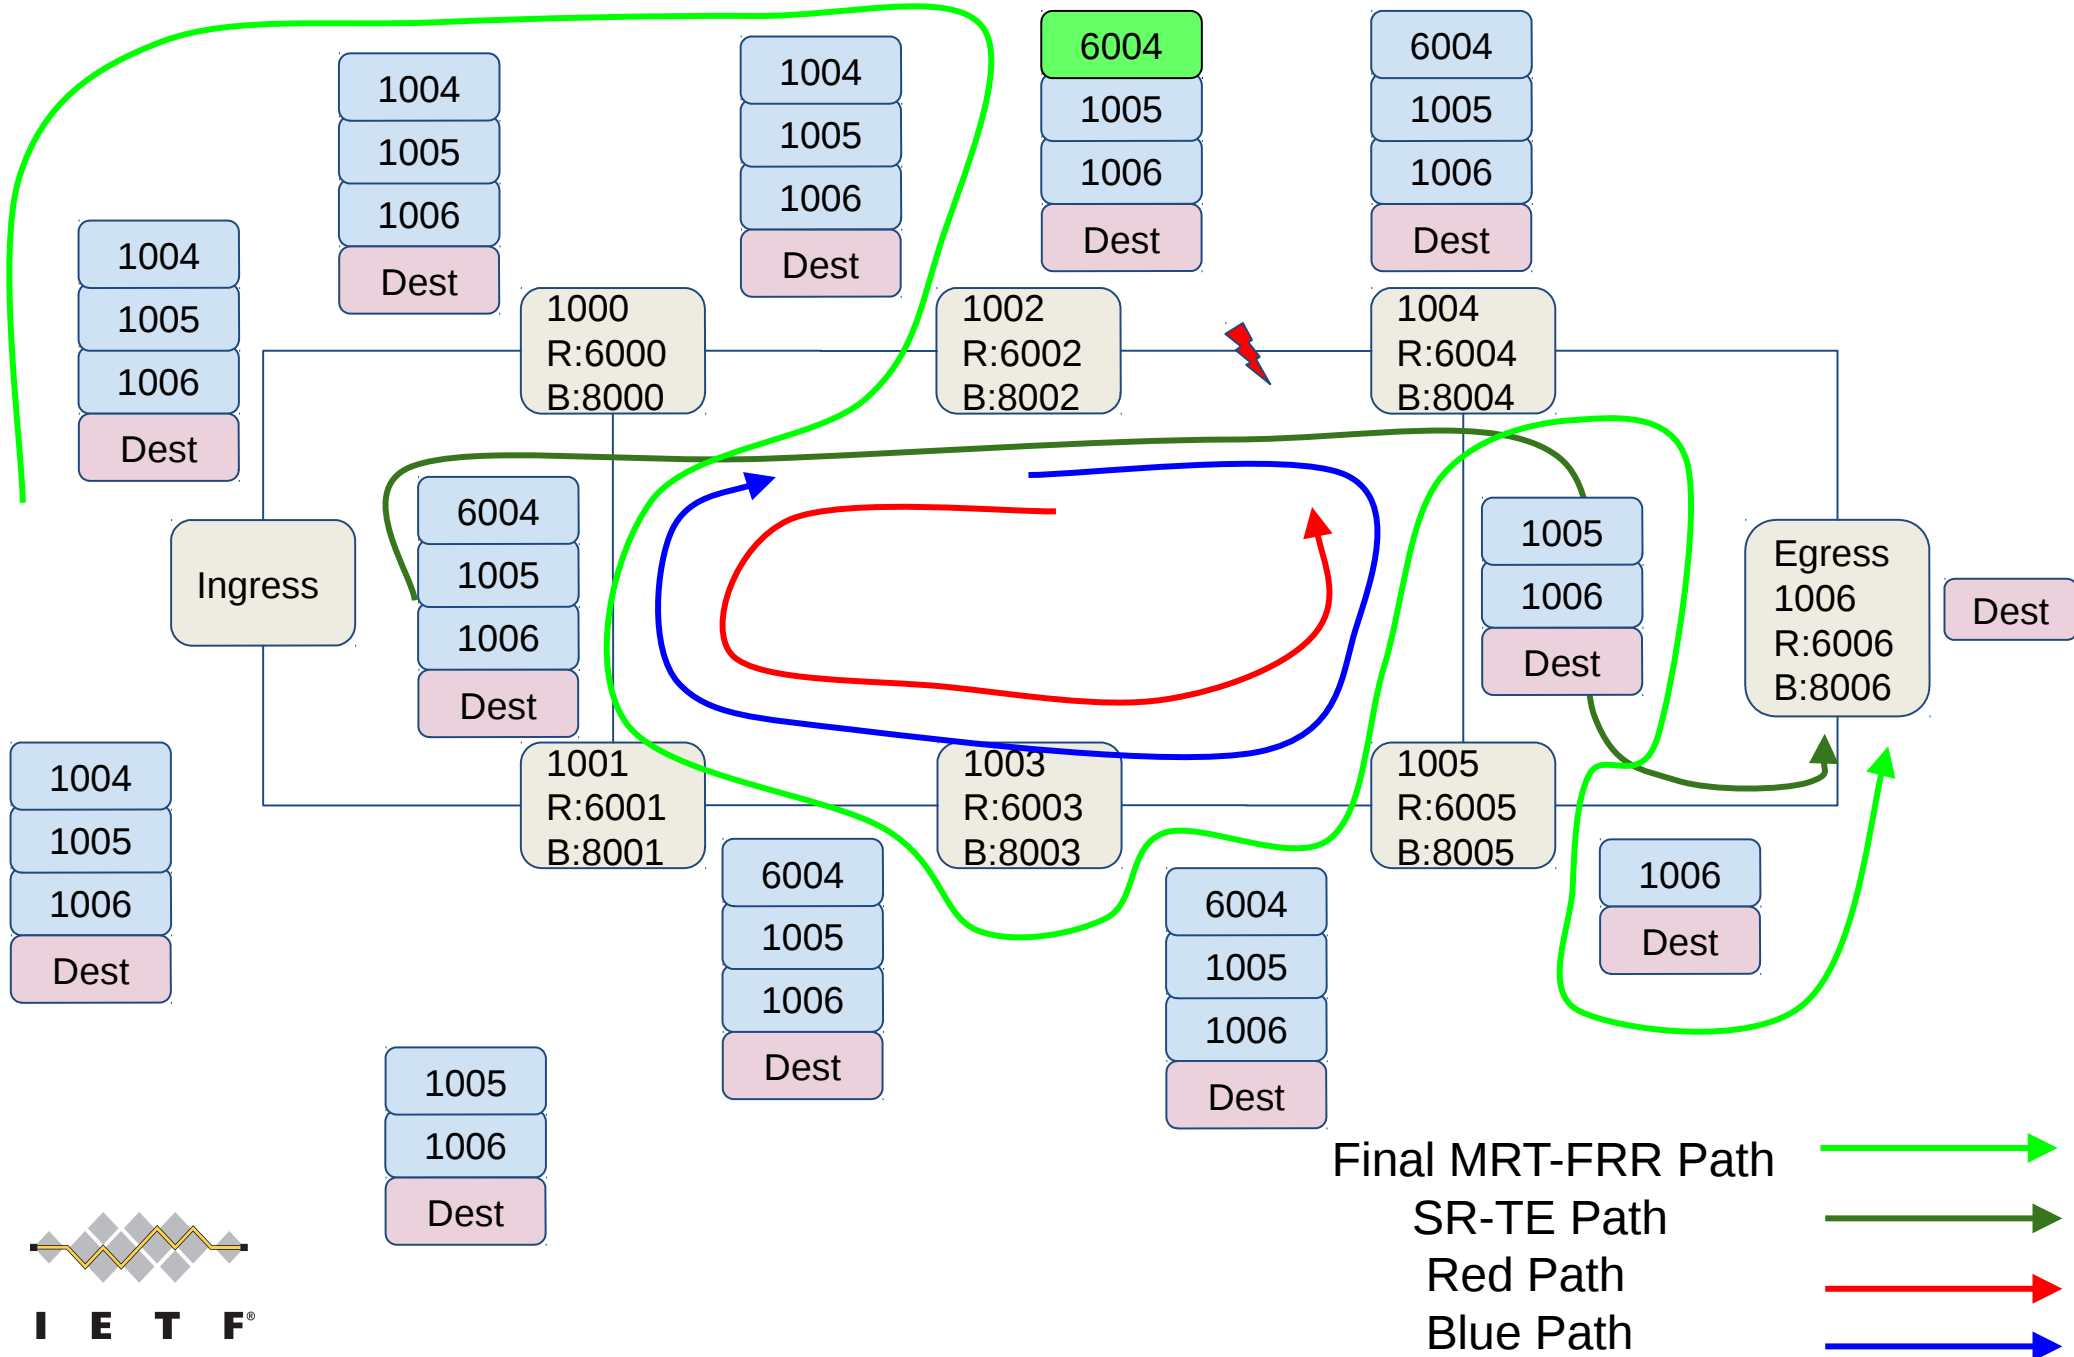 1004
1005
1006
Dest
1004
1005
1006
Dest
1004
1005
1006
Dest
6004
1005
1006
Dest
6004
1005
1006
Dest
1000
R:6000
B:8000
1002
R:6002
B:8002
1004
R:6004
B:8004
Ingress
6004
1005
1006
Dest
1005
1006
Dest
Egress
1006
R:6006
B:8006
Dest
1001
R:6001
B:8001
1003
R:6003
B:8003
1005
R:6005
B:8005
1004
1005
1006
Dest
6004
1005
1006
Dest
6004
1005
1006
Dest
1006
Dest
1005
1006
Dest
Final MRT-FRR Path
SR-TE Path
Red Path
Blue Path
I E T F®